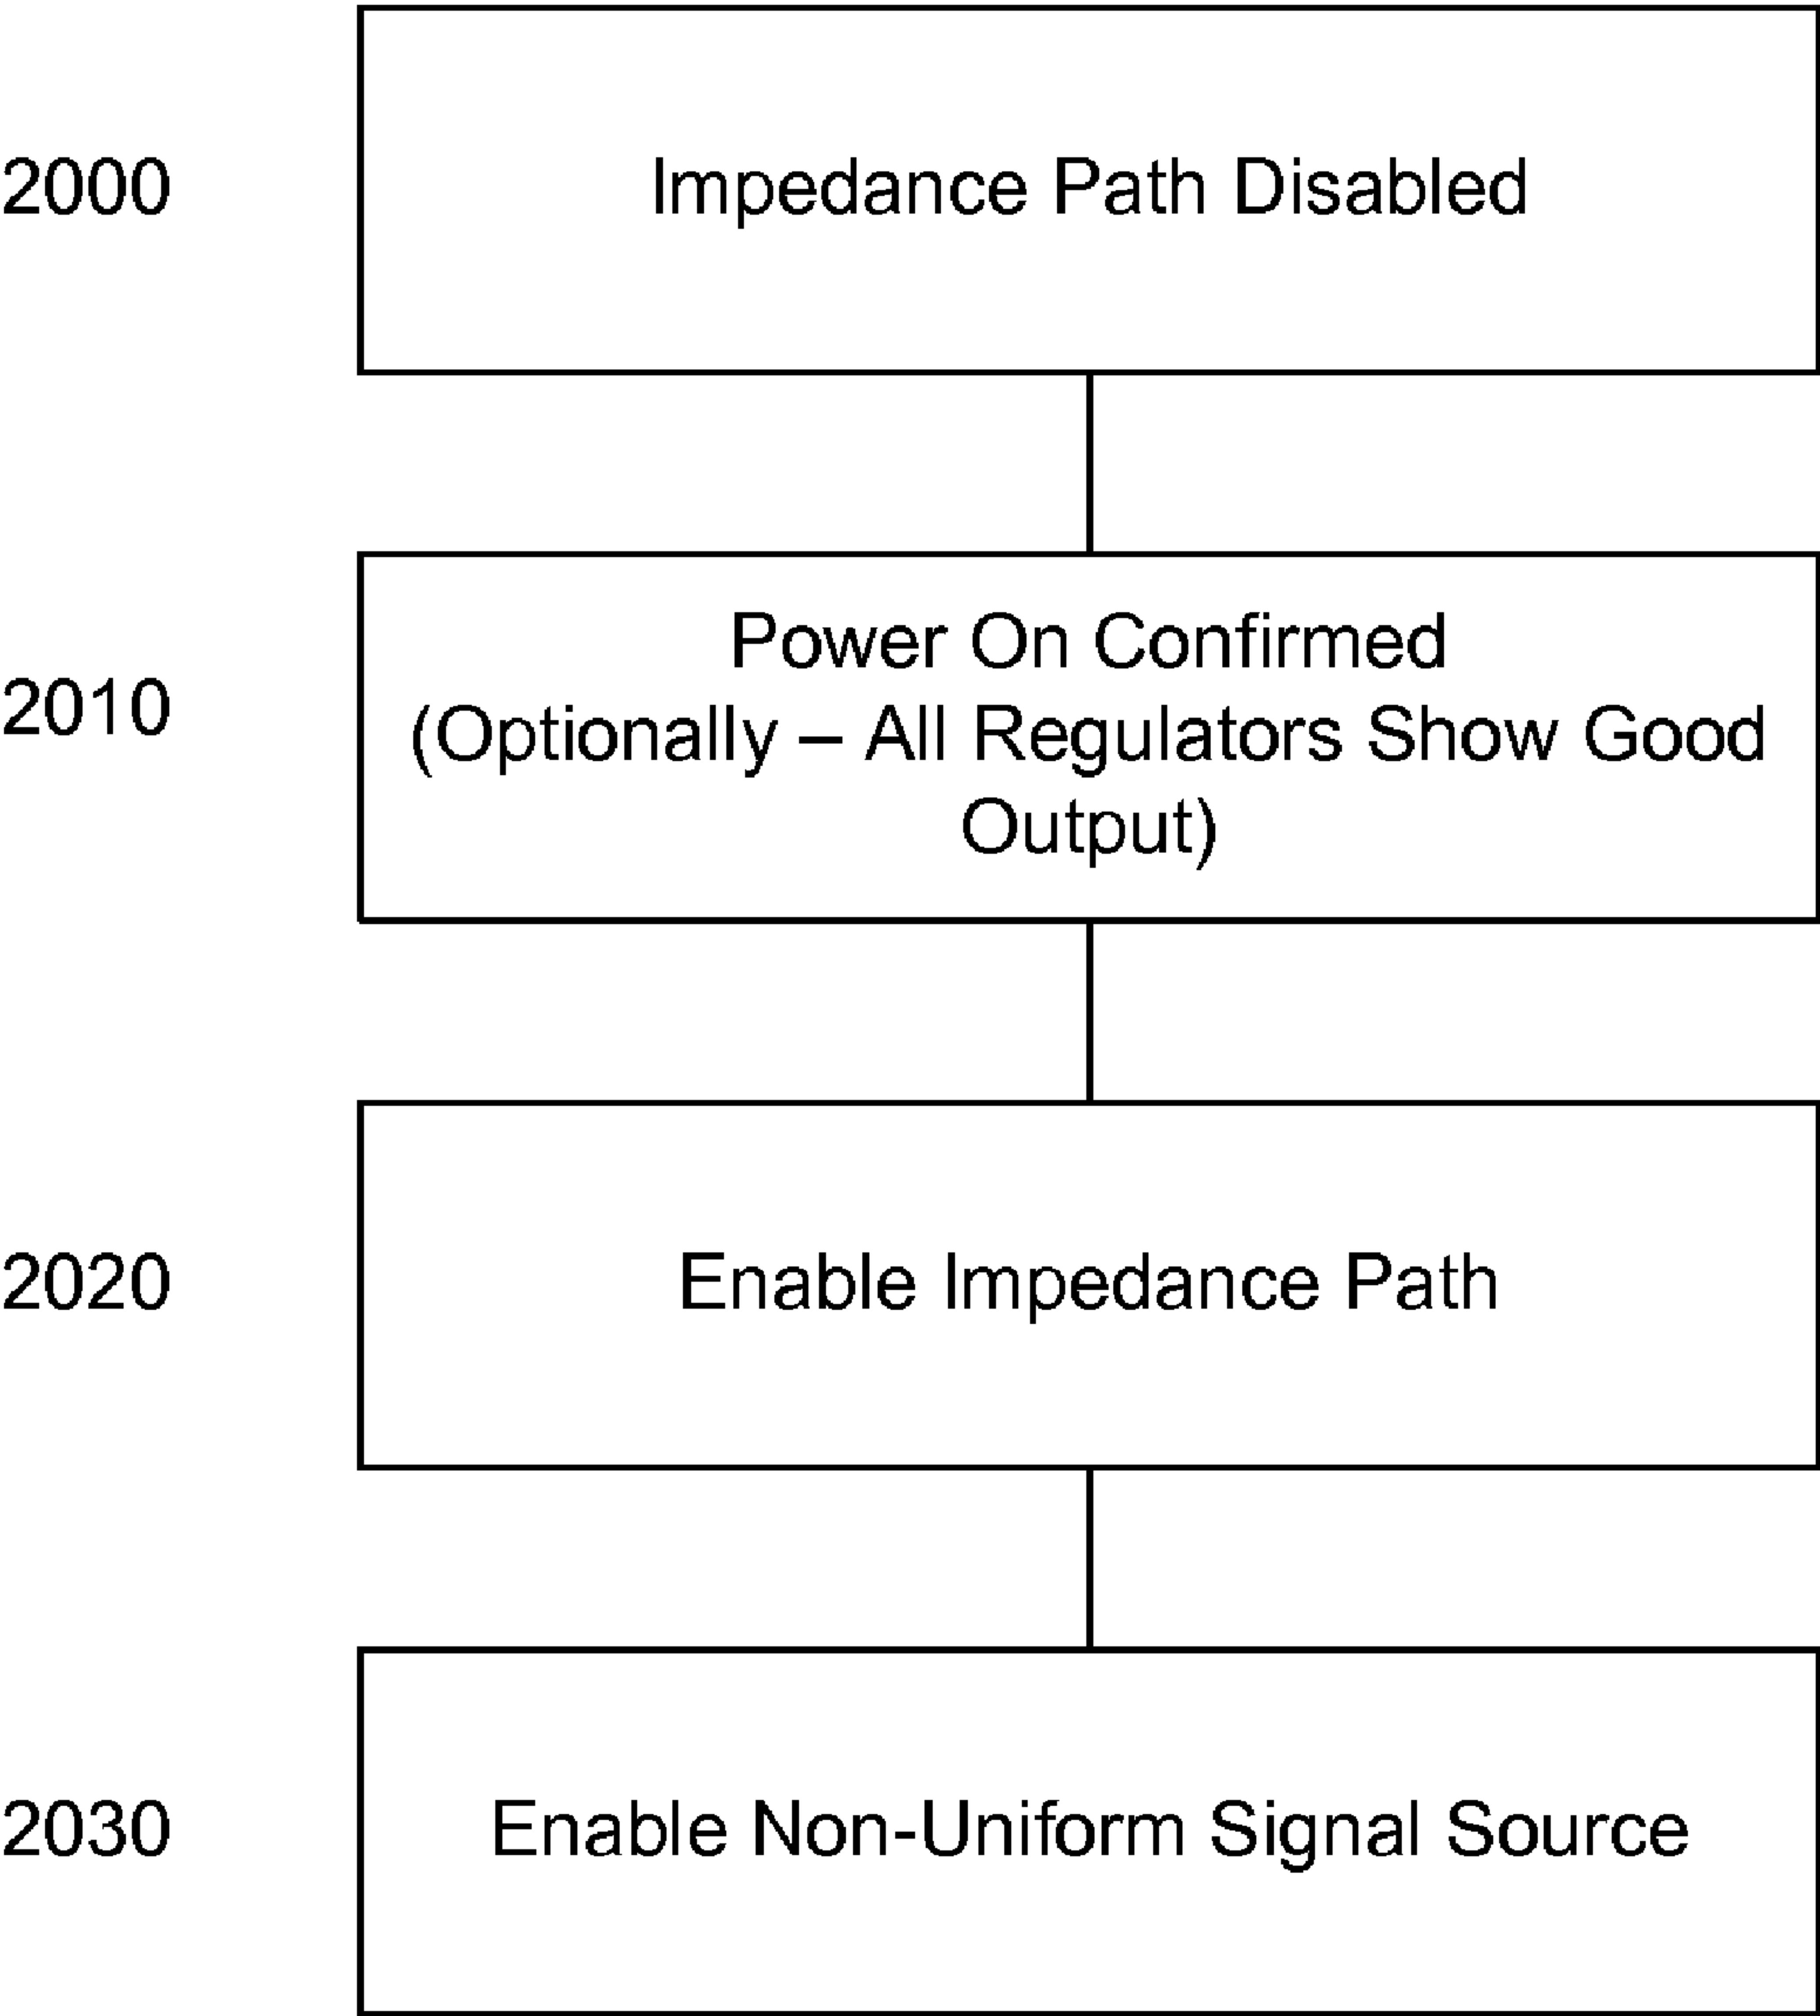 2000
Impedance Path Disabled
2010
Power On Confirmed
(Optionally – All Regulators Show Good
Output)
2020
Enable Impedance Path
2030
Enable Non-Uniform Signal Source